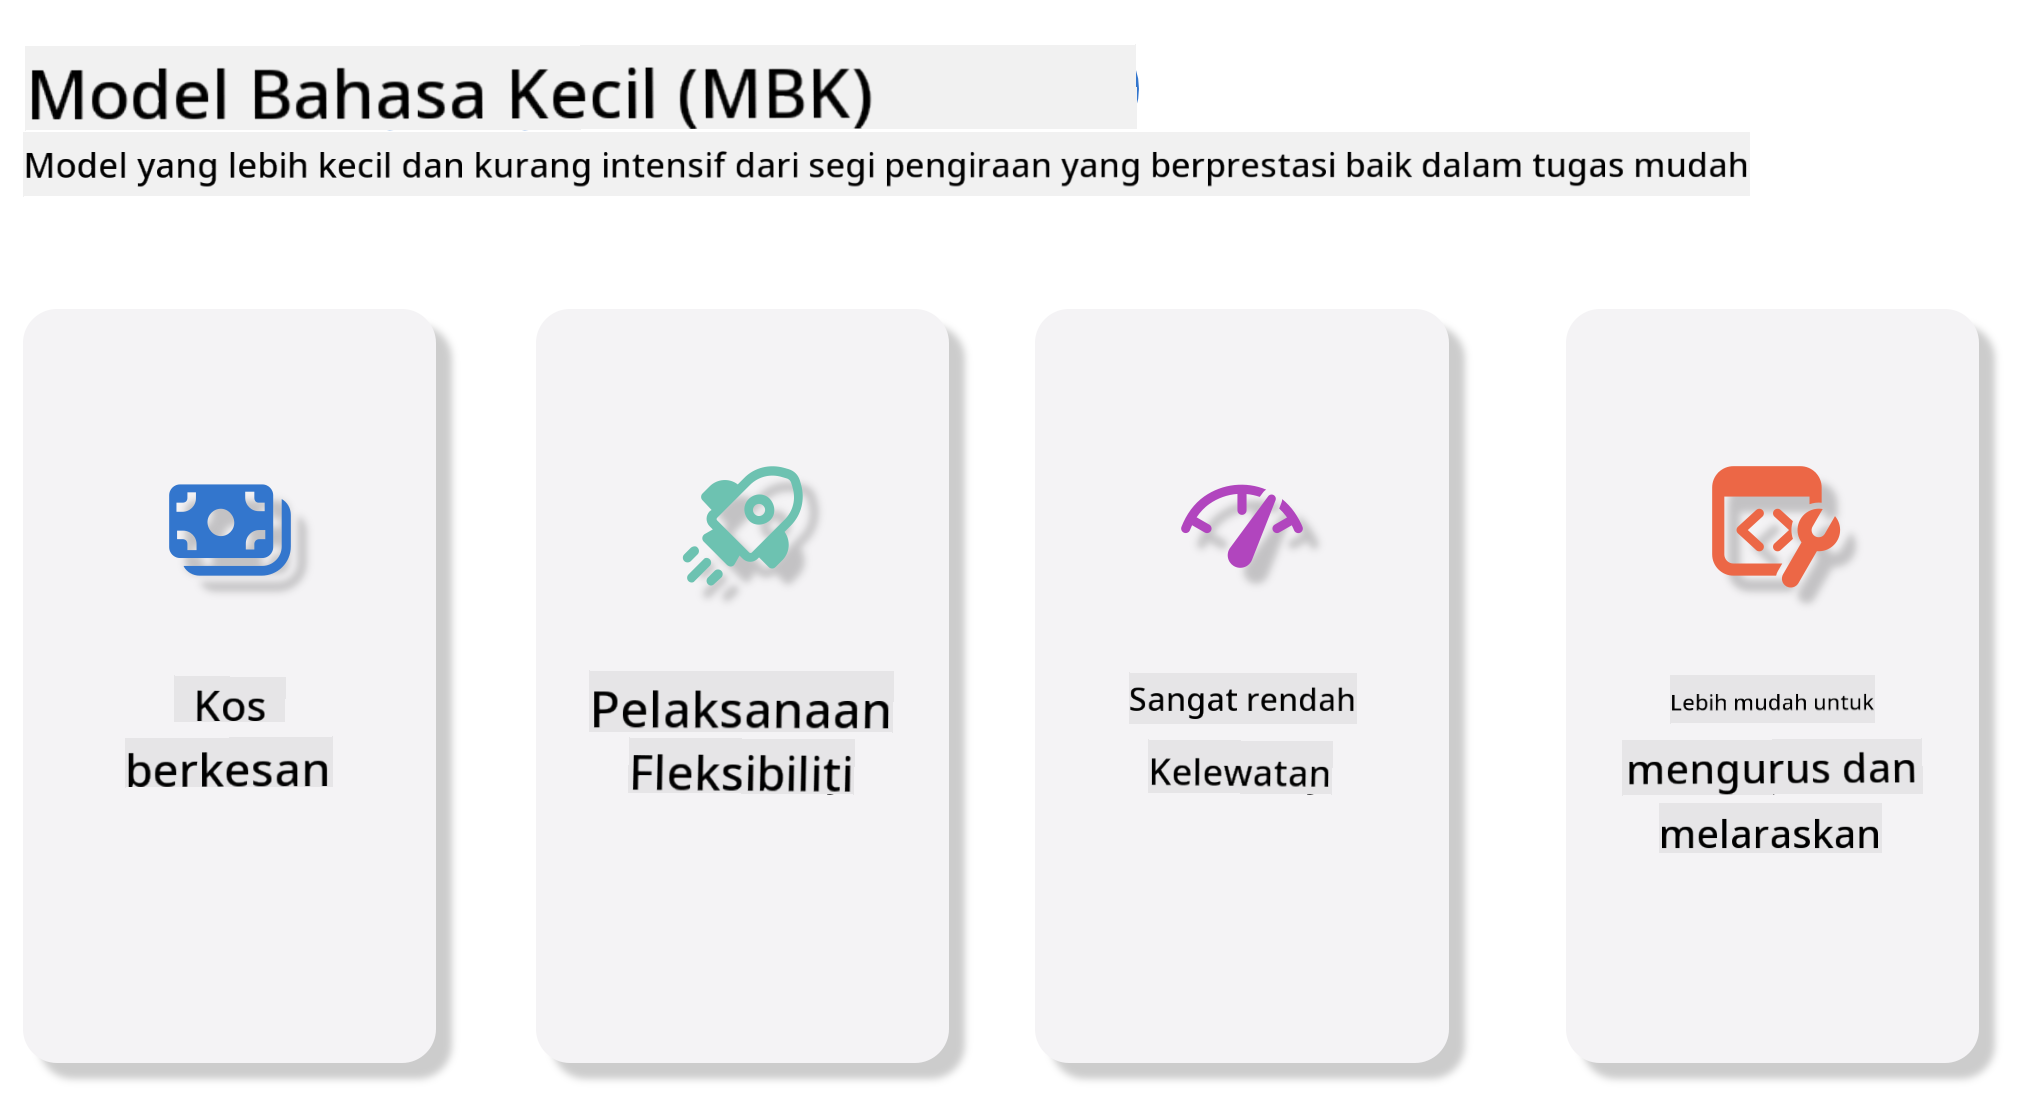 Model Bahasa Kecil (MBK)
Model yang lebih kecil dan kurang intensif dari segi pengiraan yang berprestasi baik dalam tugas mudah
Kos
berkesan
Pelaksanaan
Fleksibiliti
Sangat rendah
Kelewatan
Lebih mudah untuk
mengurus dan
melaraskan